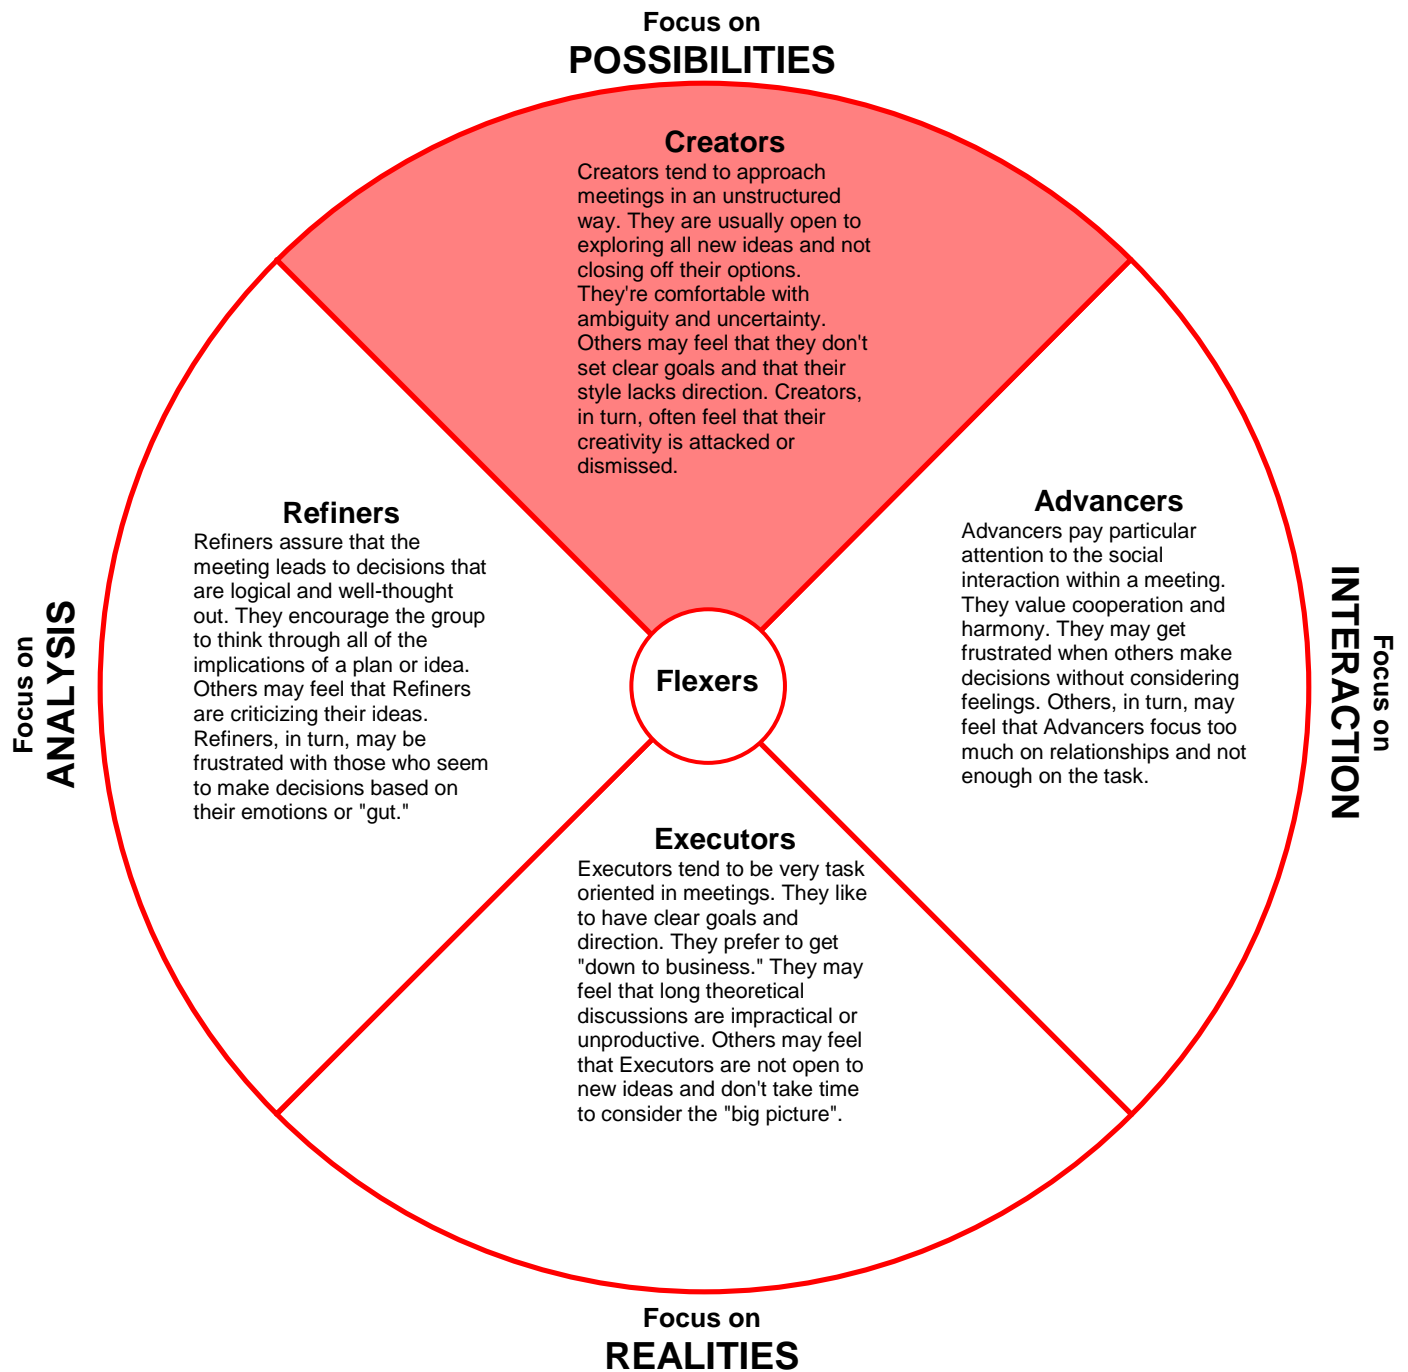 Focus on
POSSIBILITIES
Creators
Creators tend to approach
meetings in an unstructured
way. They are usually open to
exploring all new ideas and not
closing off their options.
They're comfortable with
ambiguity and uncertainty.
Others may feel that they don't
set clear goals and that their
style lacks direction. Creators,
in turn, often feel that their
creativity is attacked or
dismissed.
Focus on
ANALYSIS
Refiners
Refiners assure that the
meeting leads to decisions that
are logical and well-thought
out. They encourage the group
to think through all of the
implications of a plan or idea.
Others may feel that Refiners
are criticizing their ideas.
Refiners, in turn, may be
frustrated with those who seem
to make decisions based on
their emotions or "gut."
Flexers
Advancers
Advancers pay particular
attention to the social
interaction within a meeting.
They value cooperation and
harmony. They may get
frustrated when others make
decisions without considering
feelings. Others, in turn, may
feel that Advancers focus too
much on relationships and not
enough on the task.
Focus on
INTERACTION
Executors
Executors tend to be very task
oriented in meetings. They like
to have clear goals and
direction. They prefer to get
"down to business." They may
feel that long theoretical
discussions are impractical or
unproductive. Others may feel
that Executors are not open to
new ideas and don't take time
to consider the "big picture".
Focus on
REALITIES